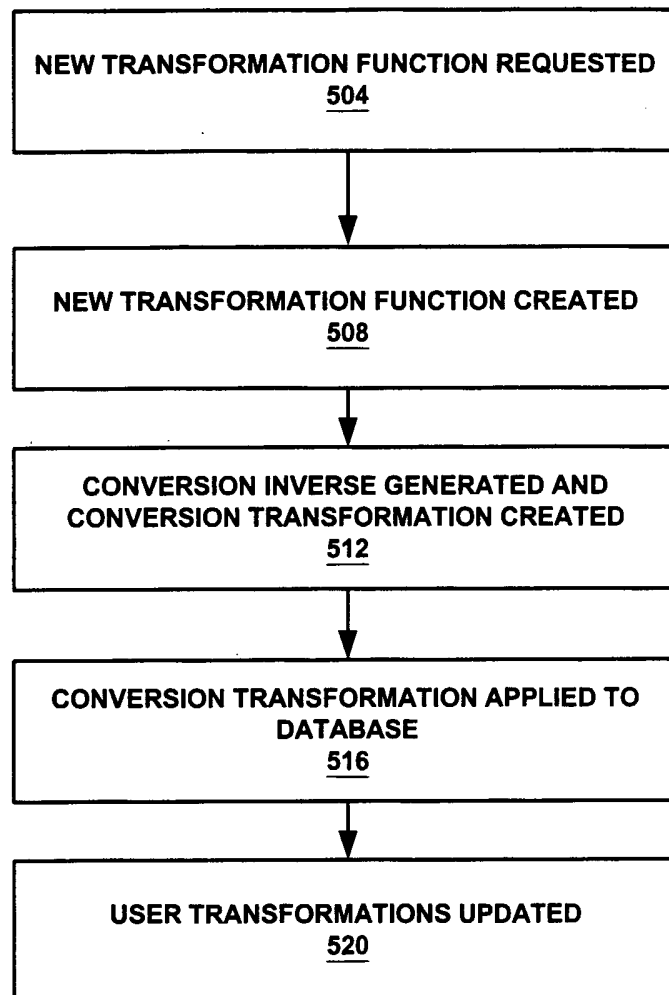 NEW TRANSFORMATION FUNCTION REQUESTED
504
NEW TRANSFORMATION FUNCTION CREATED
508
CONVERSION INVERSE GENERATED AND
CONVERSION TRANSFORMATION CREATED
512
CONVERSION TRANSFORMATION APPLIED TO
DATABASE
516
USER TRANSFORMATIONS UPDATED
520